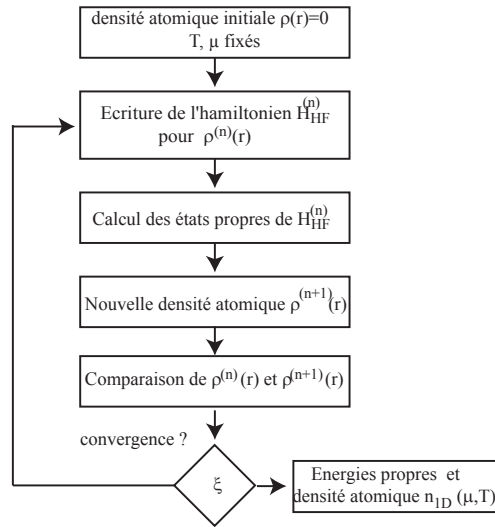 densité atomique initiale ρ(r)=0
T, μ fixés
Ecriture de l'hamiltonien H_HF^(n)
pour ρ^(n)(r)
Calcul des états propres de H_HF^(n)
Nouvelle densité atomique ρ^(n+1)(r)
Comparaison de ρ^(n)(r) et ρ^(n+1)(r)
convergence ?
ξ
Energies propres et
densité atomique n_1D (μ,T)